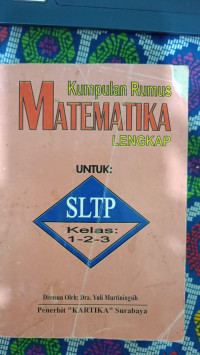 Kumpulan Rumus
MATEMATIKA
LENGKAP
UNTUK:
SLTP
Kelas:
1-2-3
Disusun Oleh: Dra. Yuli Martiningsih
Penerbit "KARTIKA" Surabaya